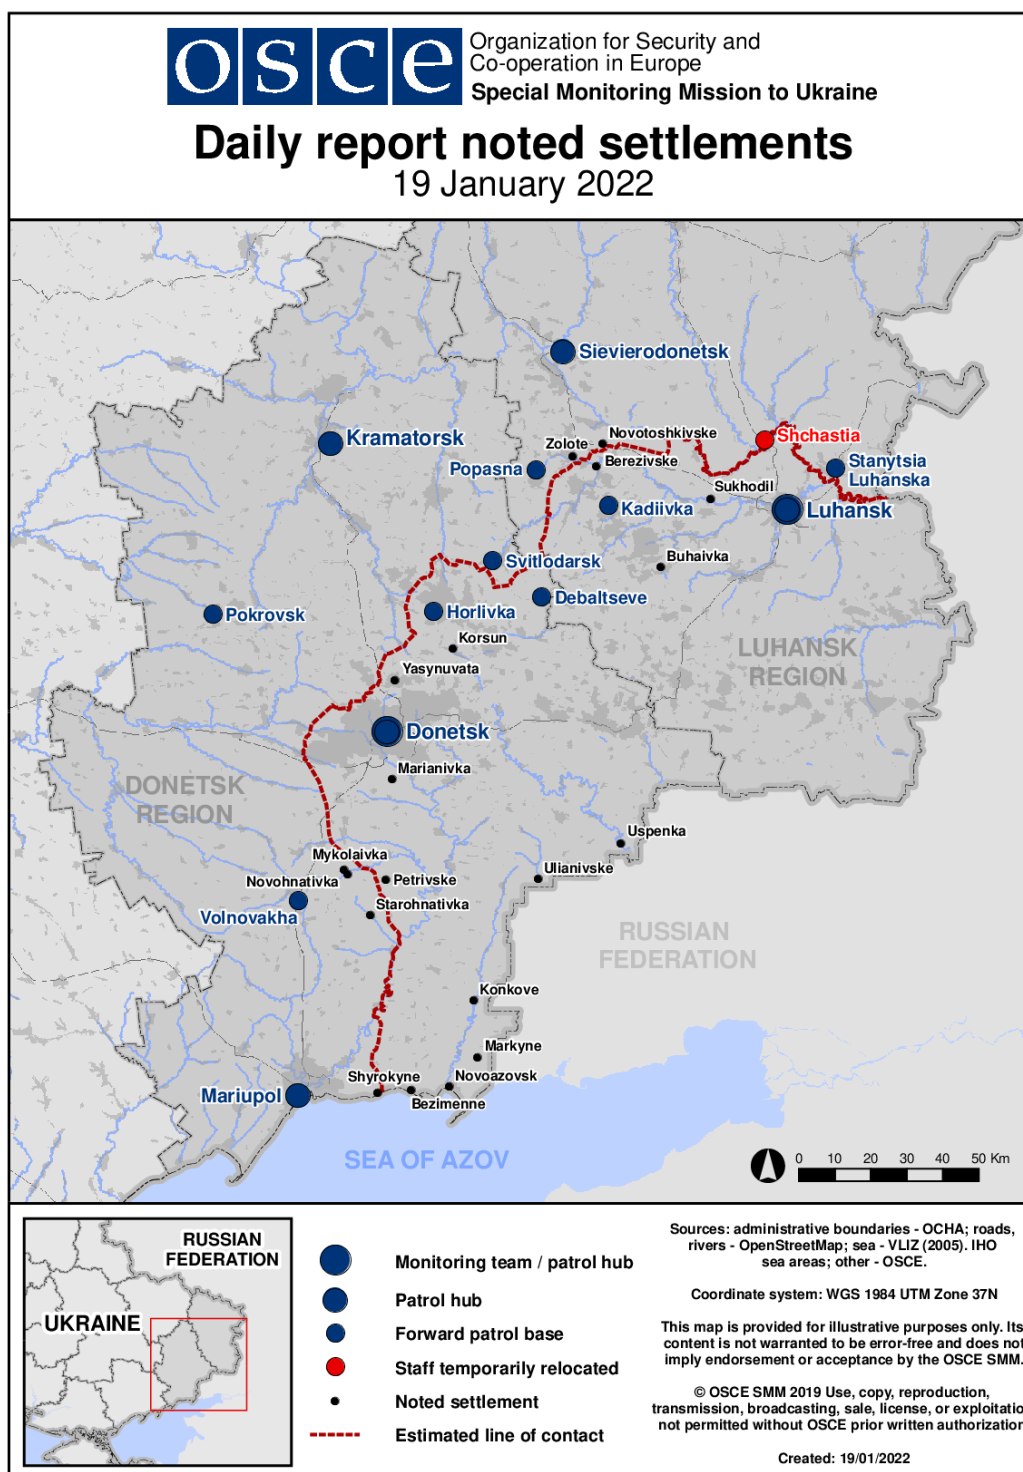 osce
Organization for Security and
Co-operation in Europe
Special Monitoring Mission to Ukraine
Daily report noted settlements
19 January 2022
Sievierodonetsk
Kramatorsk
Novotoshkivske
Shchastia
Zolote
Berezivske
Popasna
Stanytsia
Luhanska
Sukhodil
Kadiivka
Luhansk
Svitlodarsk
Buhaivka
Debaltseve
Pokrovsk
Horlivka
Korsun
LUHANSK
REGION
Yasynuvata
Donetsk
Marianivka
DONETSK
REGION
Uspenka
Mykolaivka
Ulianivske
Novohnativka
Petrivske
Starohnativka
Volnovakha
RUSSIAN
FEDERATION
Konkove
Markyne
Shyrokyne
Novoazovsk
Mariupol
Bezimenne
SEA OF AZOV
0 10 20 30 40 50 Km
RUSSIAN
FEDERATION
UKRAINE
Monitoring team / patrol hub
Patrol hub
Forward patrol base
Staff temporarily relocated
Noted settlement
Estimated line of contact
Sources: administrative boundaries - OCHA; roads,
rivers - OpenStreetMap; sea - VLIZ (2005). IHO
sea areas; other - OSCE.
Coordinate system: WGS 1984 UTM Zone 37N
This map is provided for illustrative purposes only. Its
content is not warranted to be error-free and does not
imply endorsement or acceptance by the OSCE SMM.
© OSCE SMM 2019 Use, copy, reproduction,
transmission, broadcasting, sale, license, or exploitatio
not permitted without OSCE prior written authorization
Created: 19/01/2022